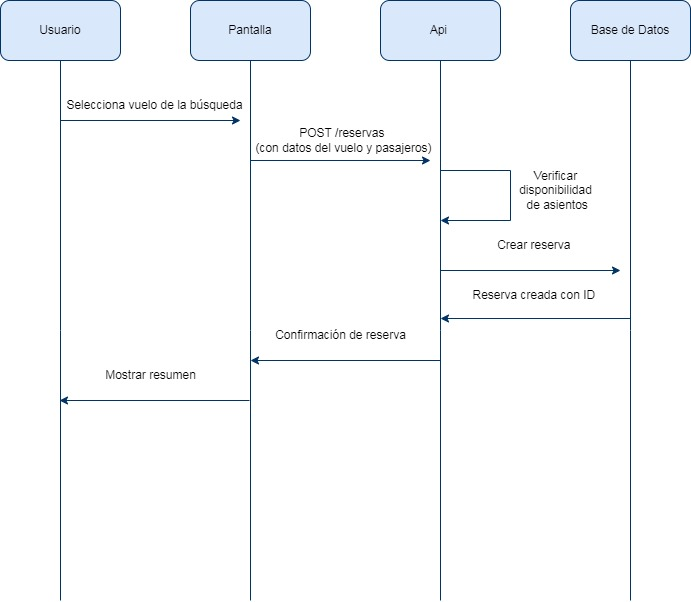 Usuario
Pantalla
Api
Base de Datos
Selecciona vuelo de la búsqueda
POST /reservas
(con datos del vuelo y pasajeros)
Verificar
disponibilidad
de asientos
Crear reserva
Reserva creada con ID
Confirmación de reserva
Mostrar resumen